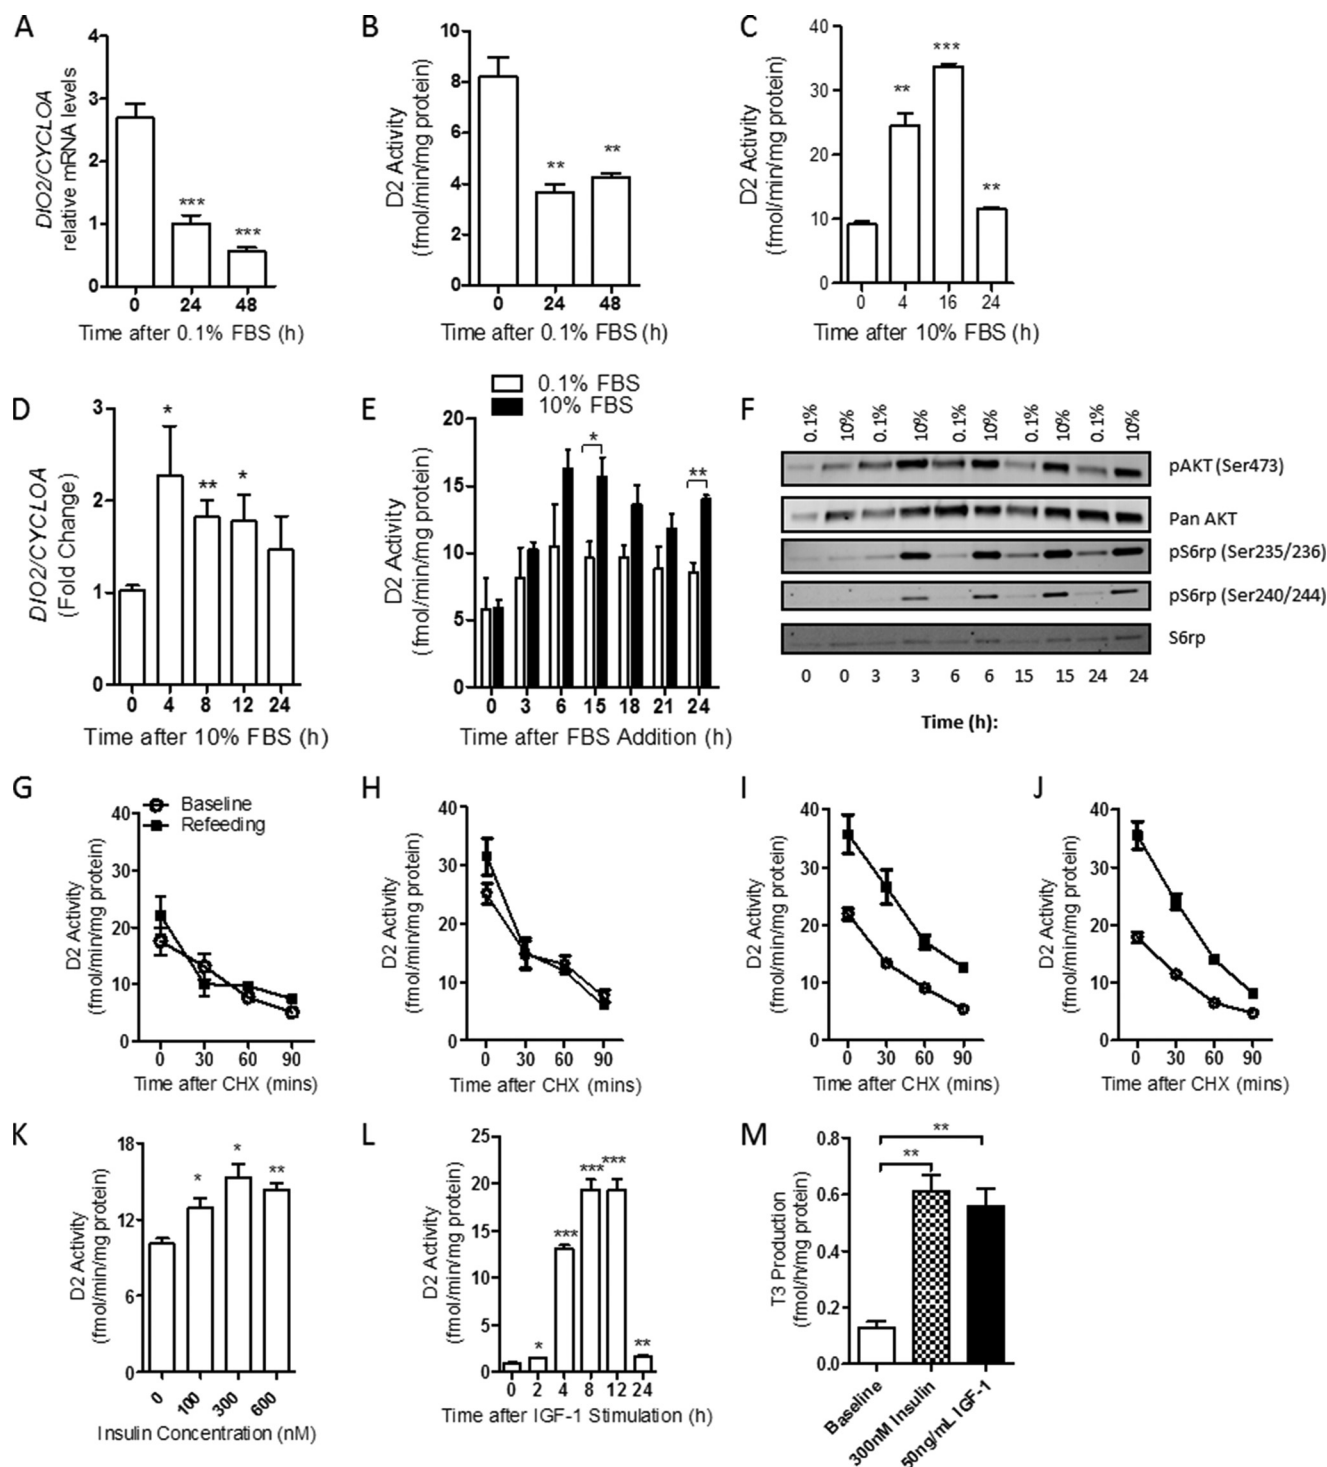 A
DIO2/CYCLOA
relative mRNA levels
4
3
2
1
0
***
***
0 24 48
Time after 0.1% FBS (h)
B
D2 Activity
(fmol/min/mg protein)
10
8
6
4
2
0
**
**
0 24 48
Time after 0.1% FBS (h)
C
D2 Activity
(fmol/min/mg protein)
40
30
20
10
0
**
***
**
0 4 16 24
Time after 10% FBS (h)
D
DIO2/CYCLOA
(Fold Change)
3
2
1
0
*
**
*
0 4 8 12 24
Time after 10% FBS (h)
E
0.1% FBS
10% FBS
D2 Activity
(fmol/min/mg protein)
20
15
10
5
0
*
**
0 3 6 15 18 21 24
Time after FBS Addition (h)
F
0.1% 10% 0.1% 10% 0.1% 10% 0.1% 10% 0.1% 10%
pAKT (Ser473)
Pan AKT
pS6rp (Ser235/236)
pS6rp (Ser240/244)
S6rp
0 0 3 3 6 6 15 15 24 24
Time (h):
G
Baseline
Refeeding
D2 Activity
(fmol/min/mg protein)
40
30
20
10
0
0 30 60 90
Time after CHX (mins)
H
D2 Activity
(fmol/min/mg protein)
40
30
20
10
0
0 30 60 90
Time after CHX (mins)
I
D2 Activity
(fmol/min/mg protein)
40
30
20
10
0
0 30 60 90
Time after CHX (mins)
J
D2 Activity
(fmol/min/mg protein)
40
30
20
10
0
0 30 60 90
Time after CHX (mins)
K
D2 Activity
(fmol/min/mg protein)
18
12
6
0
*
*
**
0 100 300 600
Insulin Concentration (nM)
L
D2 Activity
(fmol/min/mg protein)
25
20
15
10
5
0
*
***
***
***
**
0 2 4 8 12 24
Time after IGF-1 Stimulation (h)
M
T3 Production
(fmol/h/mg protein)
0.8
0.6
0.4
0.2
0.0
**
**
Baseline
300nM Insulin
50ng/mL IGF-1